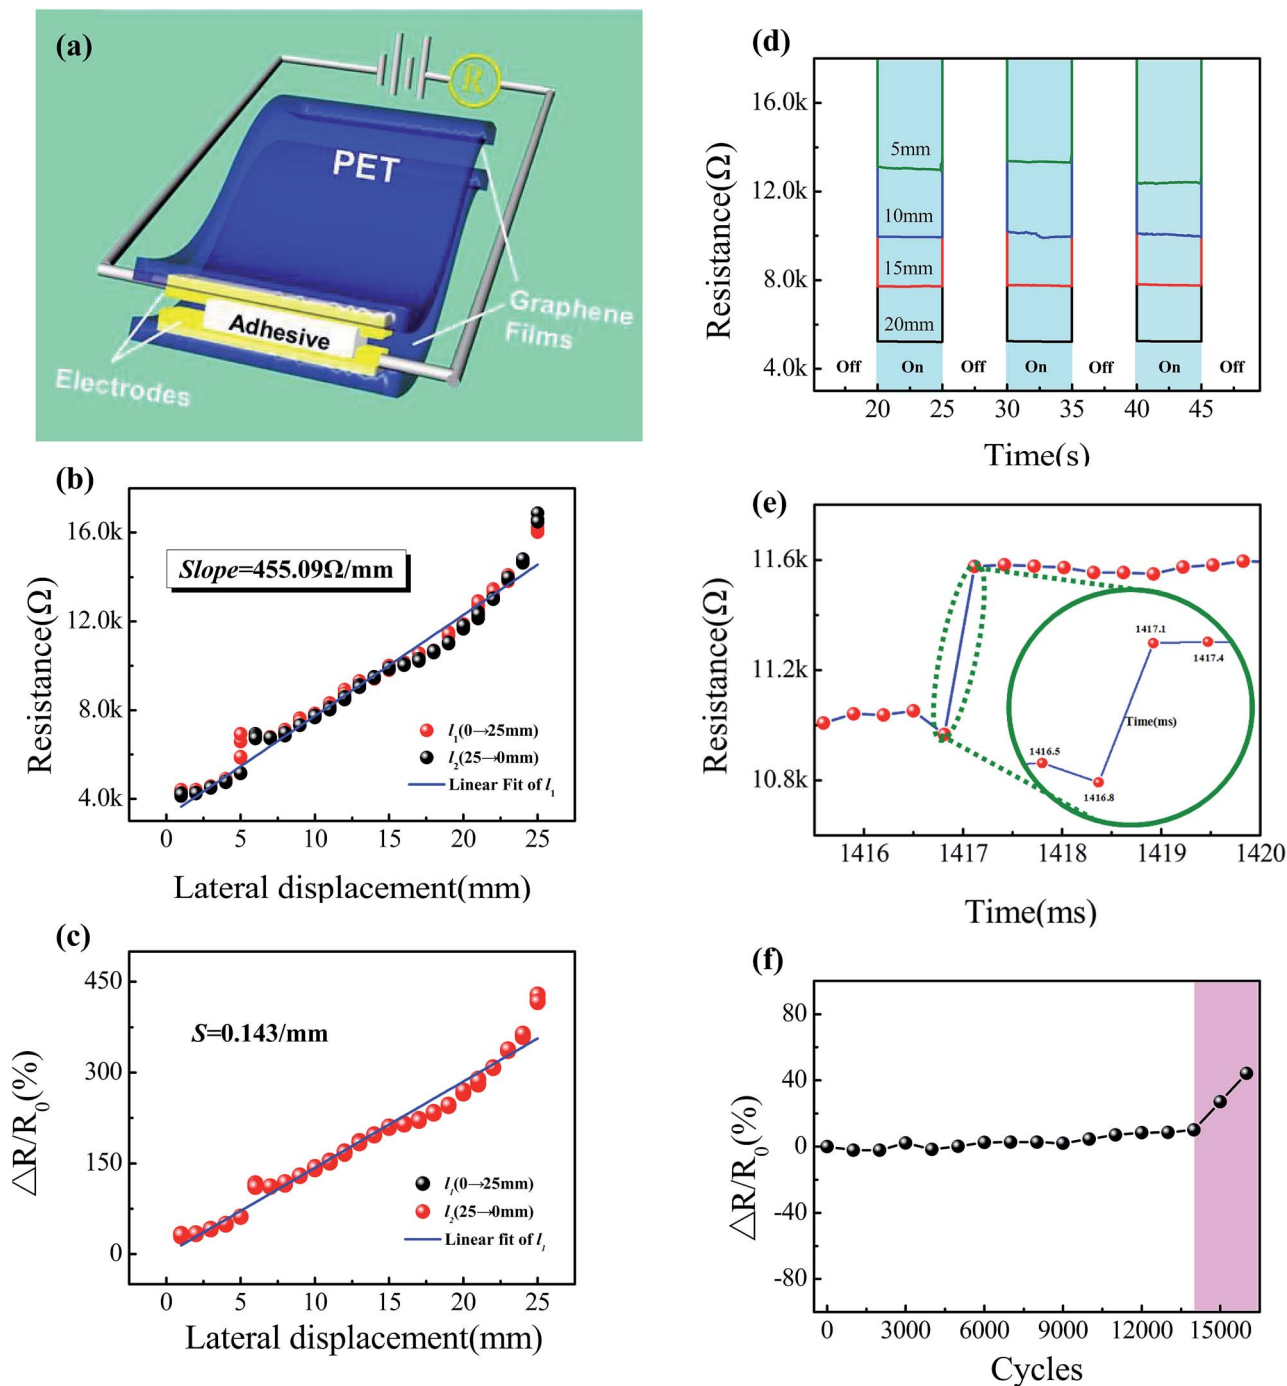 (a)
R
PET
Graphene
Films
Adhesive
Electrodes
(b)
Resistance(Ω)
16.0k
12.0k
8.0k
4.0k
Slope=455.09Ω/mm
l1(0→25mm)
l2(25→0mm)
Linear Fit of l1
0 5 10 15 20 25
Lateral displacement(mm)
(c)
△R/R0(%)
450
300
150
0
S=0.143/mm
l1(0→25mm)
l2(25→0mm)
Linear fit of l1
0 5 10 15 20 25
Lateral displacement(mm)
(d)
Resistance(Ω)
16.0k
12.0k
8.0k
4.0k
5mm
10mm
15mm
20mm
Off On Off On Off On Off
20 25 30 35 40 45
Time(s)
(e)
Resistance(Ω)
11.6k
11.2k
10.8k
1417.1
1417.4
Time(ms)
1416.5
1416.8
1416 1417 1418 1419 1420
Time(ms)
(f)
△R/R0(%)
80
40
0
-40
-80
0 3000 6000 9000 12000 15000
Cycles